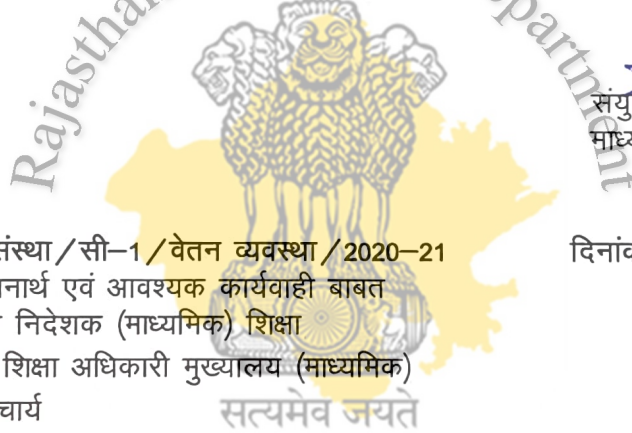 Rajasthan
partment
संस्था/सी–1/वेतन व्यवस्था/2020–21
एवं आवश्यक कार्यवाही बाबत
निदेशक (माध्यमिक) शिक्षा
शिक्षा अधिकारी मुख्यालय (माध्यमिक)
सत्यमेव जयते